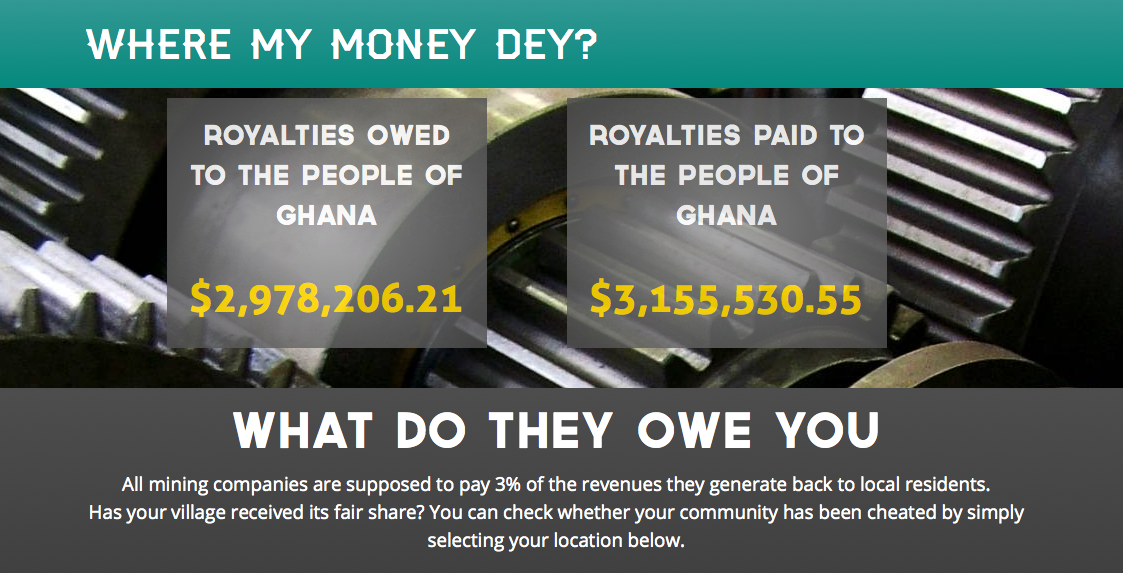 WHERE MY MONEY DEY?
ROYALTIES OWED
TO THE PEOPLE OF
GHANA
$2,978,206.21
ROYALTIES PAID TO
THE PEOPLE OF
GHANA
$3,155,530.55
WHAT DO THEY OWE YOU
All mining companies are supposed to pay 3% of the revenues they generate back to local residents.
Has your village received its fair share? You can check whether your community has been cheated by simply
selecting your location below.